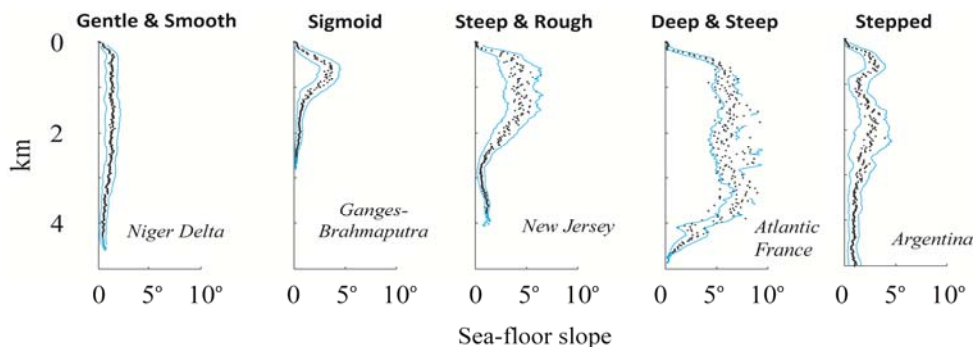 Gentle & Smooth Sigmoid Steep & Rough Deep & Steep Stepped
0
2
4
km
Niger Delta
Ganges-
Brahmaputra
New Jersey
Atlantic
France
Argentina
0 5° 10° 0 5° 10° 0 5° 10° 0 5° 10° 0 5° 10°
Sea-floor slope